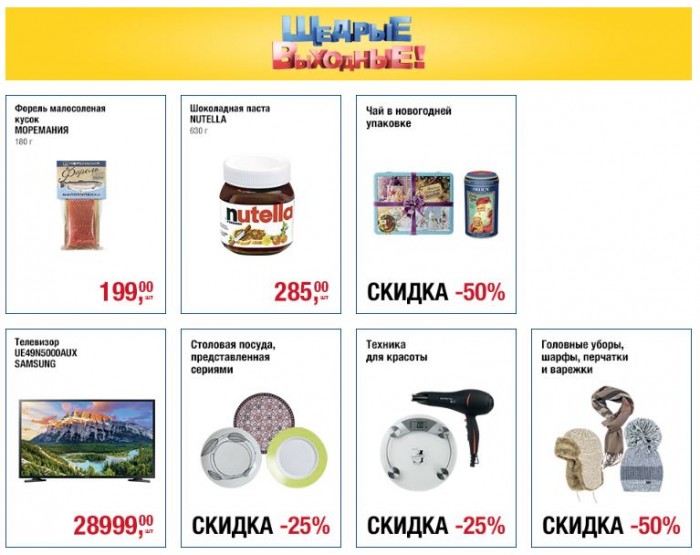 ЩЕДРЫЕ
ВЫХОДНЫЕ!
Форель малосоленая
кусок
МОРЕМАНИЯ
180 г
Форель
199,00
шт
Шоколадная паста
NUTELLA
630 г
nutella
285,00
шт
Чай в новогодней
упаковке
СКИДКА -50%
Телевизор
UE49N5000AUX
SAMSUNG
28999,00
шт
Столовая посуда,
представленная
сериями
СКИДКА -25%
Техника
для красоты
СКИДКА -25%
Головные уборы,
шарфы, перчатки
и варежки
СКИДКА -50%